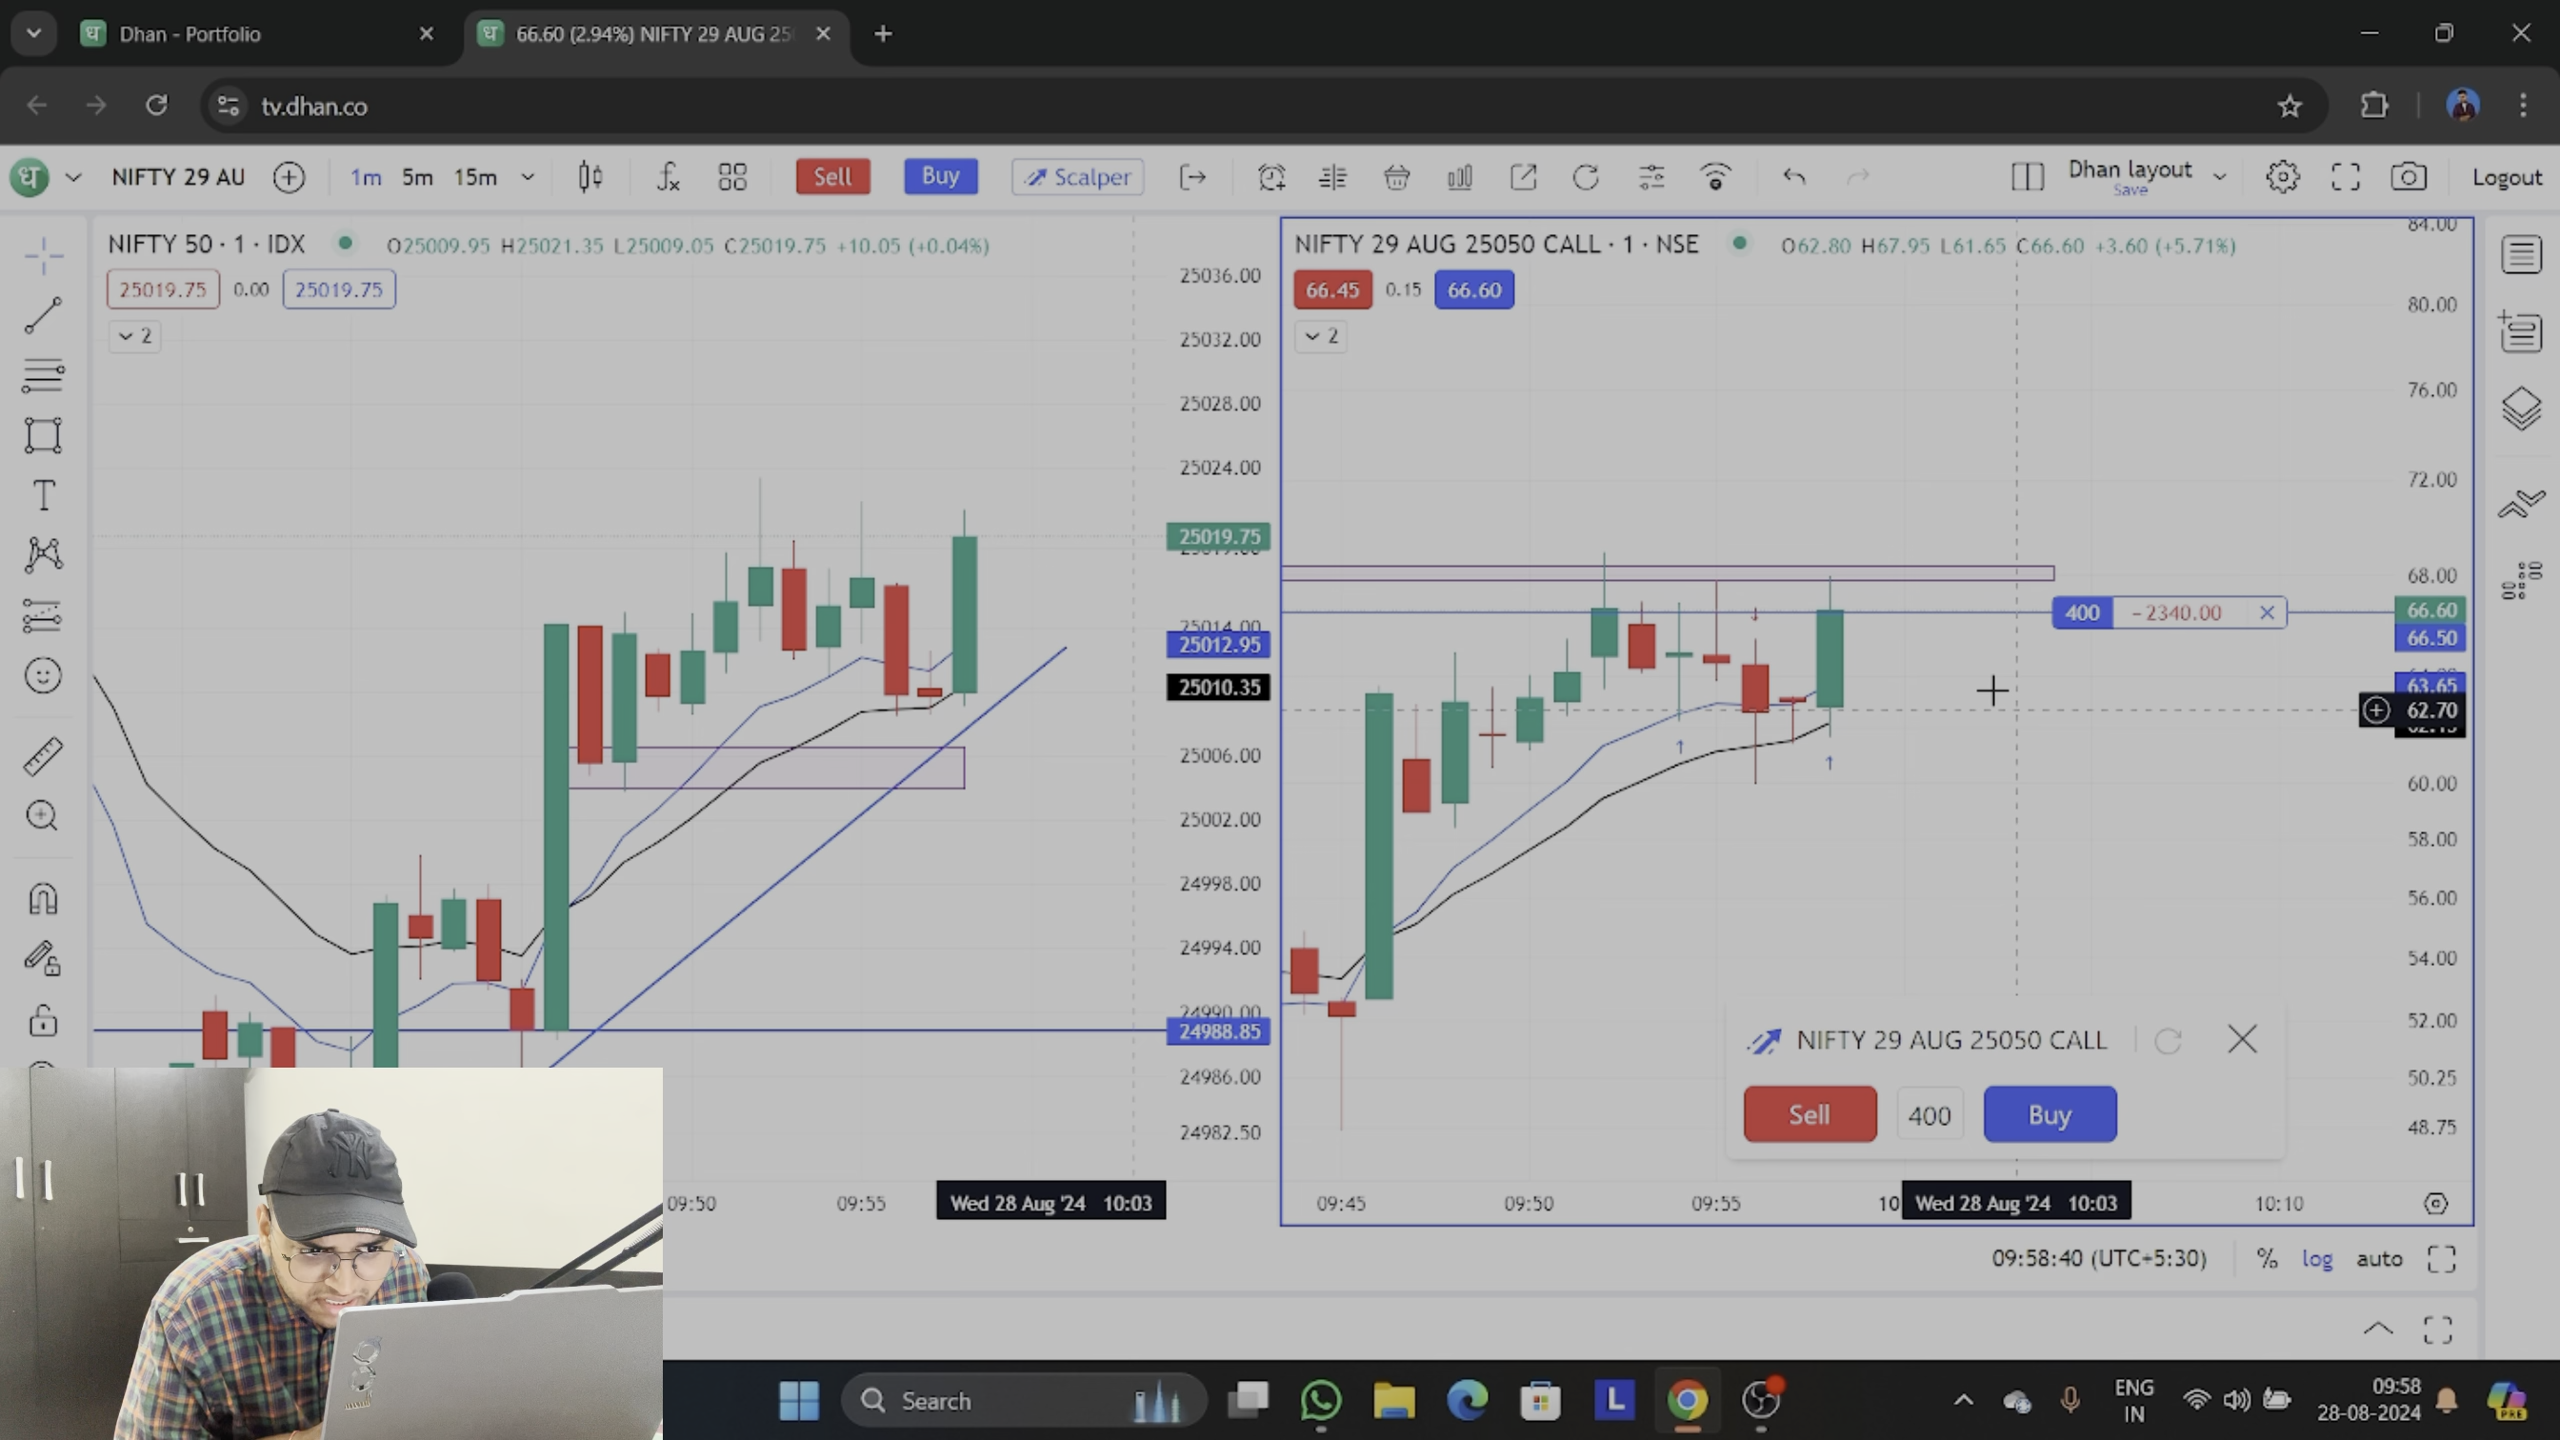 ध Dhan - Portfolio
ध 66.60 (2.94%) NIFTY 29 AUG 25
tv.dhan.co
ध NIFTY 29 AU 1m 5m 15m Sell Buy Scalper Dhan layout Save Logout
NIFTY 50 · 1 · IDX O25009.95 H25021.35 L25009.05 C25019.75 +10.05 (+0.04%)
25019.75 0.00 25019.75
2
25036.00
25032.00
25028.00
25024.00
25019.75
25014.00
25012.95
25010.35
25006.00
25002.00
24998.00
24994.00
24990.00
24988.85
24986.00
24982.50
09:50 09:55 Wed 28 Aug '24 10:03
NIFTY 29 AUG 25050 CALL · 1 · NSE O62.80 H67.95 L61.65 C66.60 +3.60 (+5.71%)
66.45 0.15 66.60
2
84.00
80.00
76.00
72.00
68.00
400 -2340.00
66.60
66.50
63.65
62.70
60.00
58.00
56.00
54.00
52.00
50.25
48.75
NIFTY 29 AUG 25050 CALL
Sell 400 Buy
09:45 09:50 09:55 10 Wed 28 Aug '24 10:03 10:10
09:58:40 (UTC+5:30) % log auto
Search
L
ENG
IN
09:58
28-08-2024
PRE